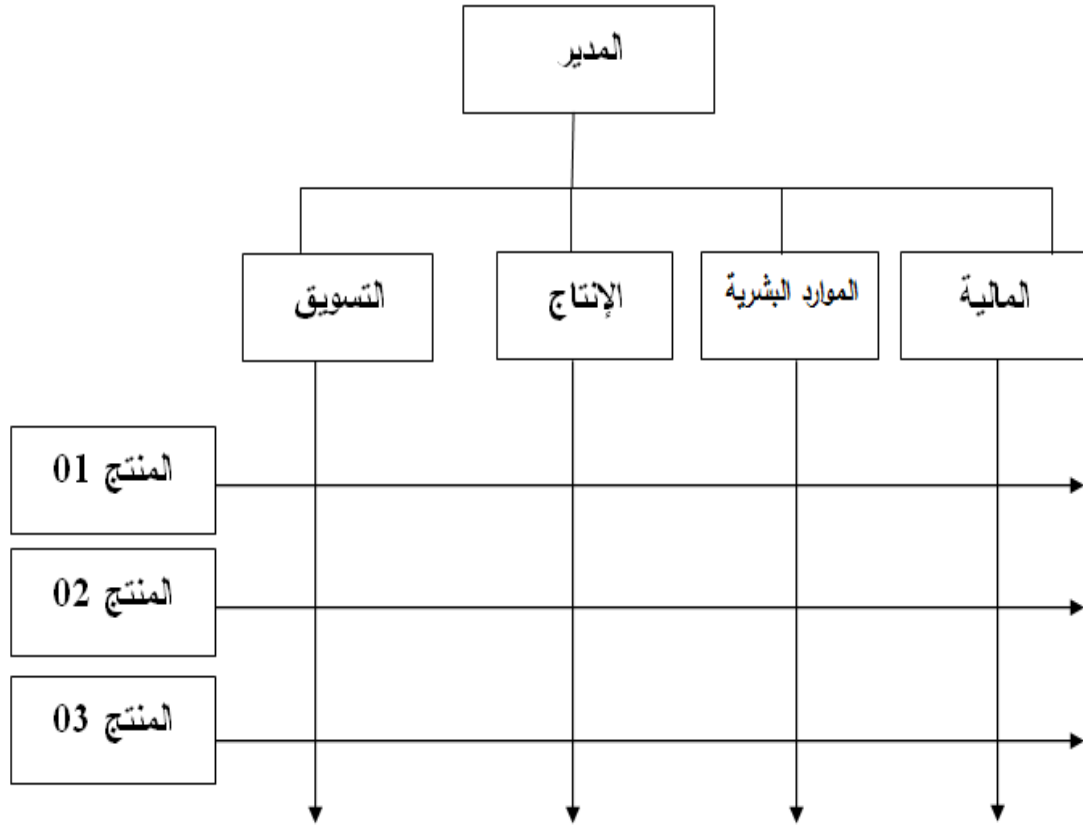 المدير
المالية
الموارد البشرية
الإنتاج
التسويق
المنتج 01
المنتج 02
المنتج 03